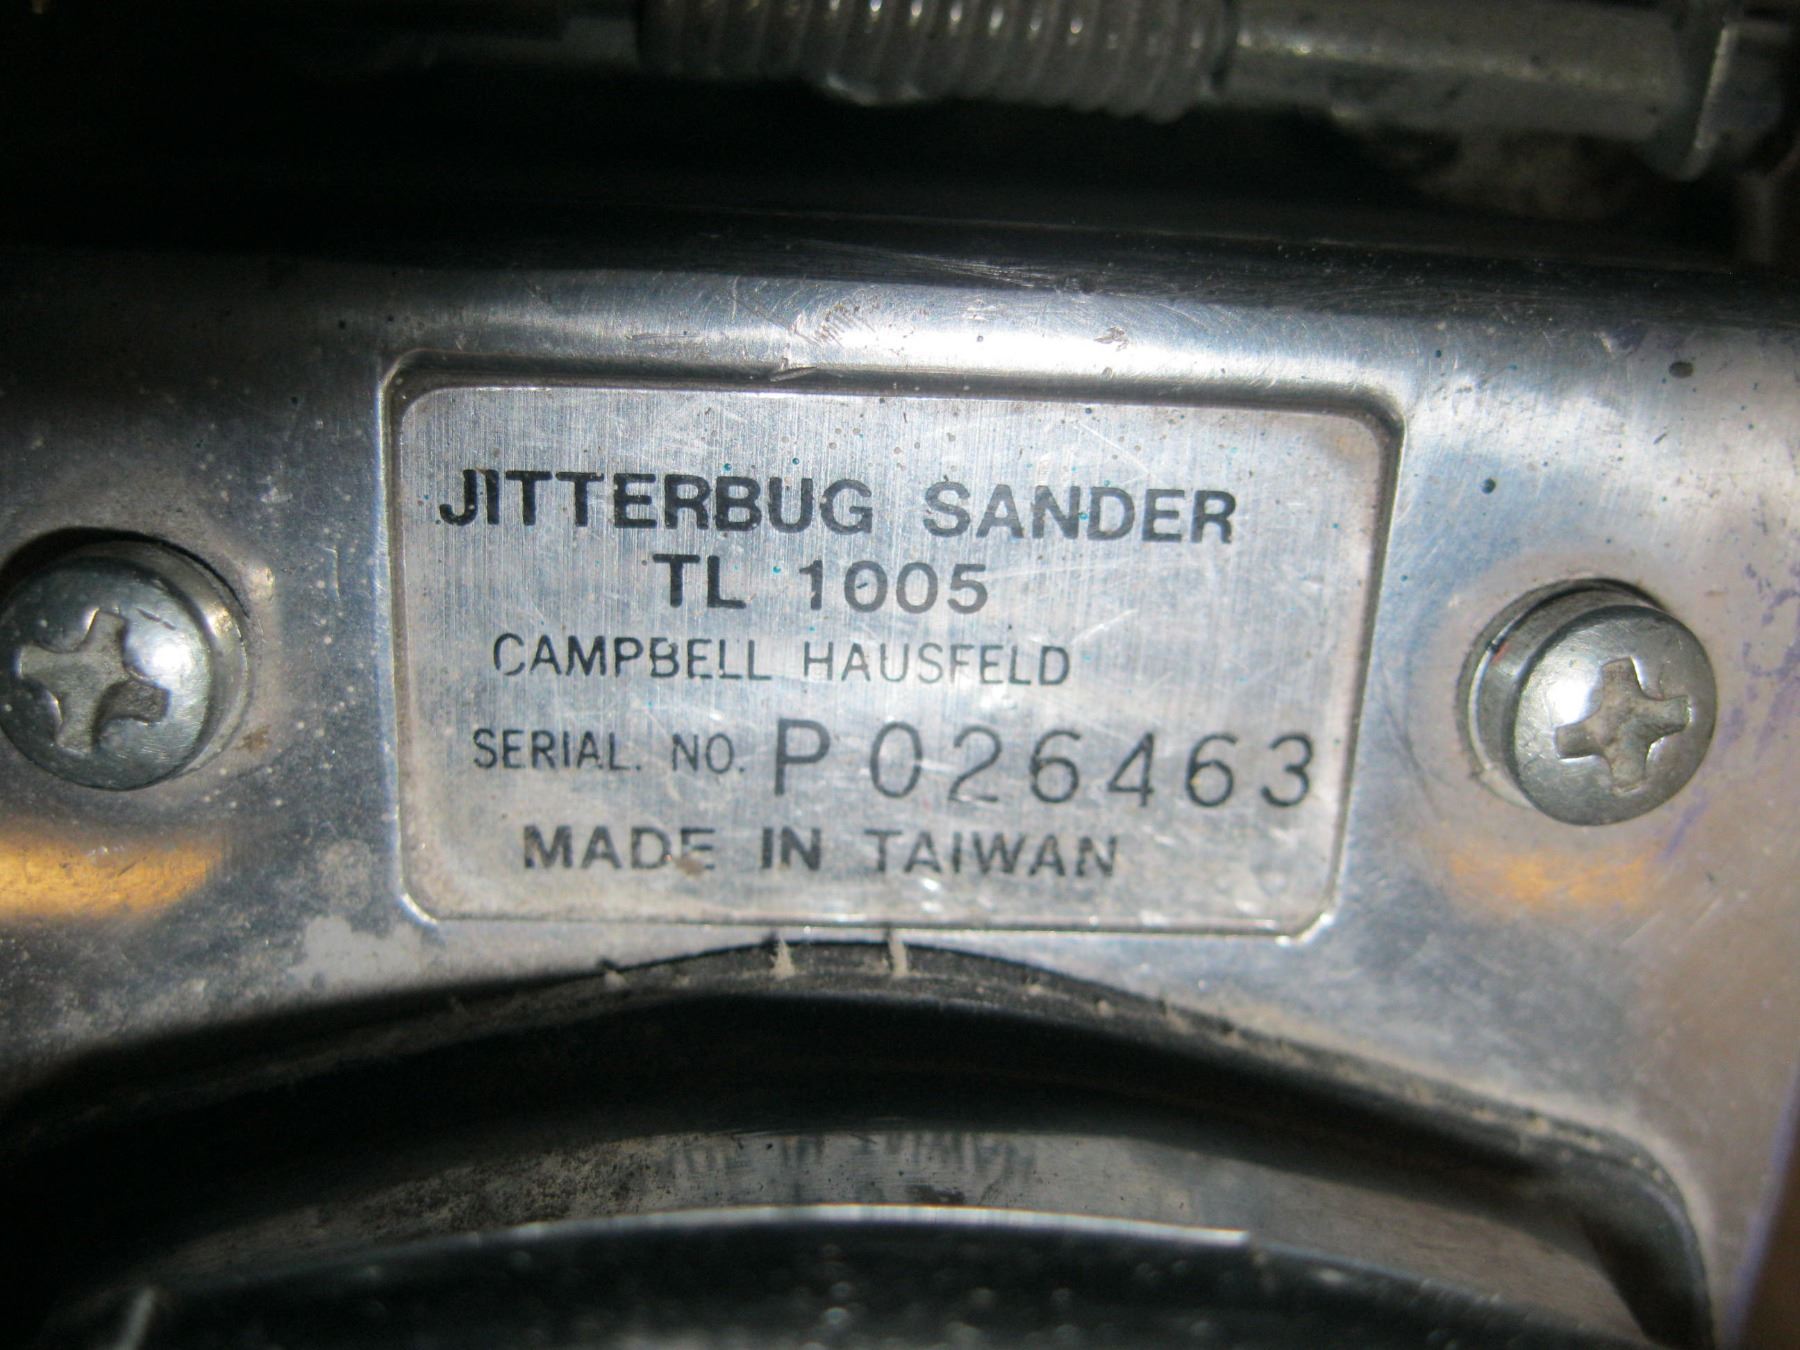 JITTERBUG SANDER
TL 1005
CAMPBELL HAUSFELD
SERIAL. NO. P 026463
MADE IN TAIWAN